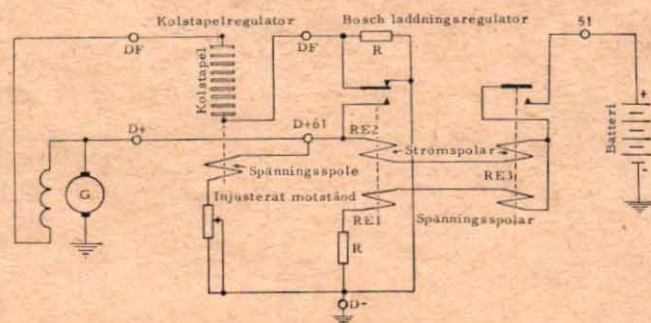 Kolstapelregulator
Bosch laddningsregulator
DF
DF
R
51
Kolstapel
D+
D+61
RE2
Strömspolar
Batteri
+
-
G
Spänningsspole
RE3
Injusterat motstånd
RE1
Spänningsspolar
R
D-